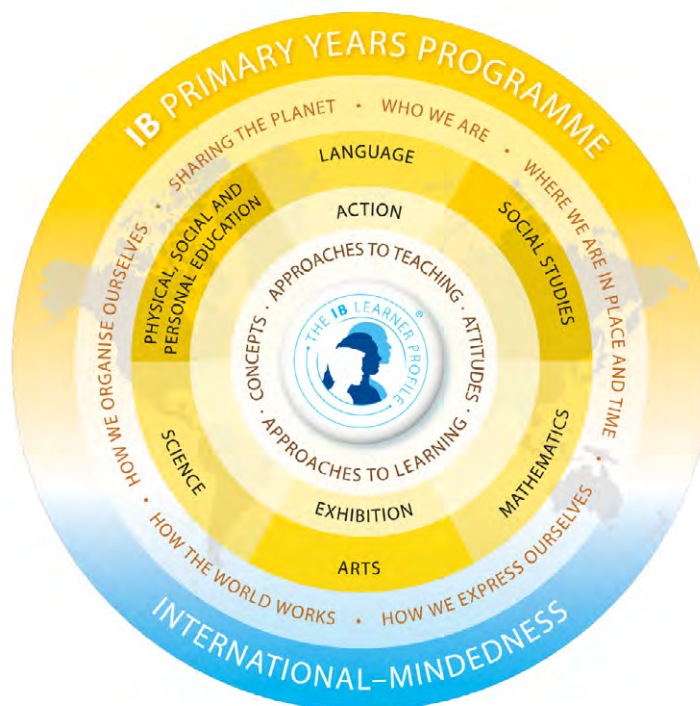 IB PRIMARY YEARS PROGRAMME
SHARING THE PLANET • WHO WE ARE • WHERE WE ARE IN PLACE AND TIME • HOW WE EXPRESS OURSELVES • HOW THE WORLD WORKS • HOW WE ORGANISE OURSELVES •
LANGUAGE
SOCIAL STUDIES
MATHEMATICS
ARTS
SCIENCE
PHYSICAL, SOCIAL AND
PERSONAL EDUCATION
ACTION
EXHIBITION
APPROACHES TO TEACHING · ATTITUDES · APPROACHES TO LEARNING · CONCEPTS ·
• THE IB LEARNER PROFILE •
®
INTERNATIONAL–MINDEDNESS